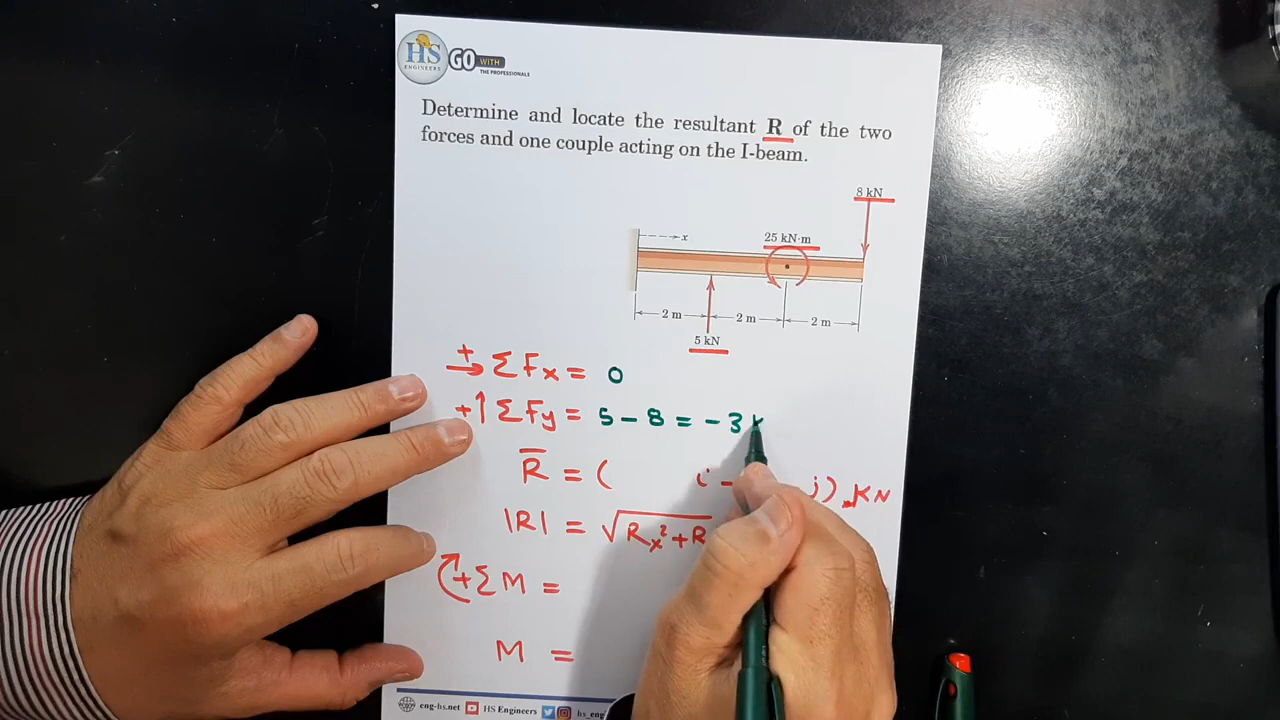 HS
ENGINEERS
GO WITH
THE PROFESSIONALS
Determine and locate the resultant R of the two
forces and one couple acting on the I-beam.
8 kN
x
25 kN·m
2 m
2 m
2 m
5 kN
+ ΣFx = 0
+↑ΣFy = 5 - 8 = -3
R = ( i - j).KN
|R| = √Rx²+R
+ΣM =
M =
eng-hs.net HS Engineers hs_eng